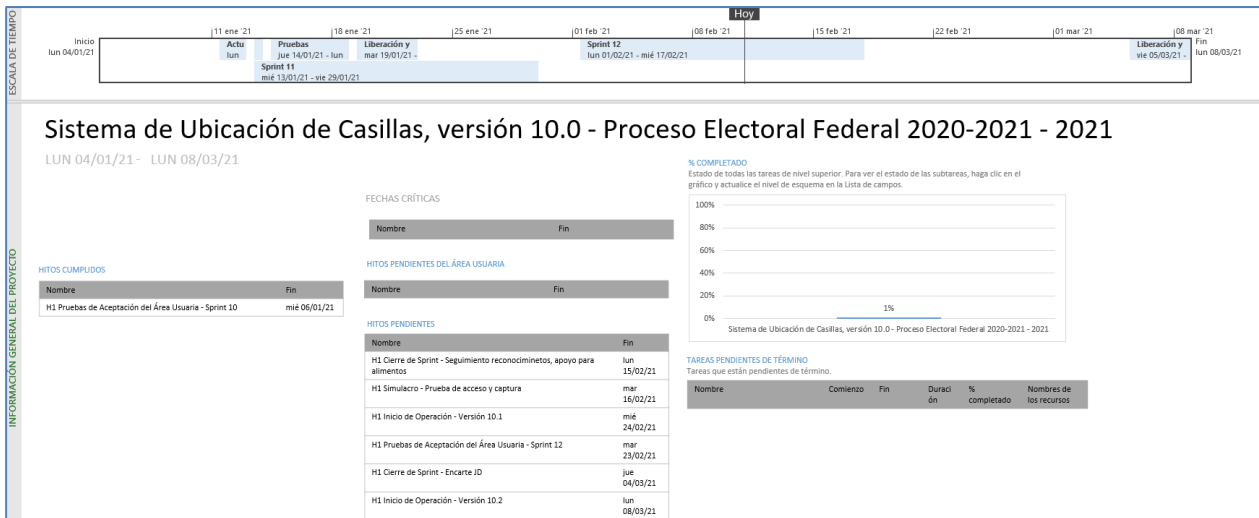 ESCALA DE TIEMPO
Hoy
11 ene '21
18 ene '21
25 ene '21
01 feb '21
08 feb '21
15 feb '21
22 feb '21
01 mar '21
08 mar '21
Inicio
lun 04/01/21
Actu
lun
Pruebas
jue 14/01/21 - lun
Liberación y
mar 19/01/21 -
Sprint 12
lun 01/02/21 - mié 17/02/21
Liberación y
vie 05/03/21 -
Fin
lun 08/03/21
Sprint 11
mié 13/01/21 - vie 29/01/21
INFORMACIÓN GENERAL DEL PROYECTO
Sistema de Ubicación de Casillas, versión 10.0 - Proceso Electoral Federal 2020-2021 - 2021
LUN 04/01/21 - LUN 08/03/21
HITOS CUMPLIDOS
Nombre Fin
H1 Pruebas de Aceptación del Área Usuaria - Sprint 10 mié 06/01/21
FECHAS CRÍTICAS
Nombre Fin
HITOS PENDIENTES DEL ÁREA USUARIA
Nombre Fin
HITOS PENDIENTES
Nombre Fin
H1 Cierre de Sprint - Seguimiento reconociminetos, apoyo para lun
alimentos 15/02/21
H1 Simulacro - Prueba de acceso y captura mar
16/02/21
H1 Inicio de Operación - Versión 10.1 mié
24/02/21
H1 Pruebas de Aceptación del Área Usuaria - Sprint 12 mar
23/02/21
H1 Cierre de Sprint - Encarte JD jue
04/03/21
H1 Inicio de Operación - Versión 10.2 lun
08/03/21
% COMPLETADO
Estado de todas las tareas de nivel superior. Para ver el estado de las subtareas, haga clic en el
gráfico y actualice el nivel de esquema en la Lista de campos.
100%
80%
60%
40%
20%
0%
1%
Sistema de Ubicación de Casillas, versión 10.0 - Proceso Electoral Federal 2020-2021 - 2021
TAREAS PENDIENTES DE TÉRMINO
Tareas que están pendientes de término.
Nombre Comienzo Fin Duraci % Nombres de
ón completado los recursos